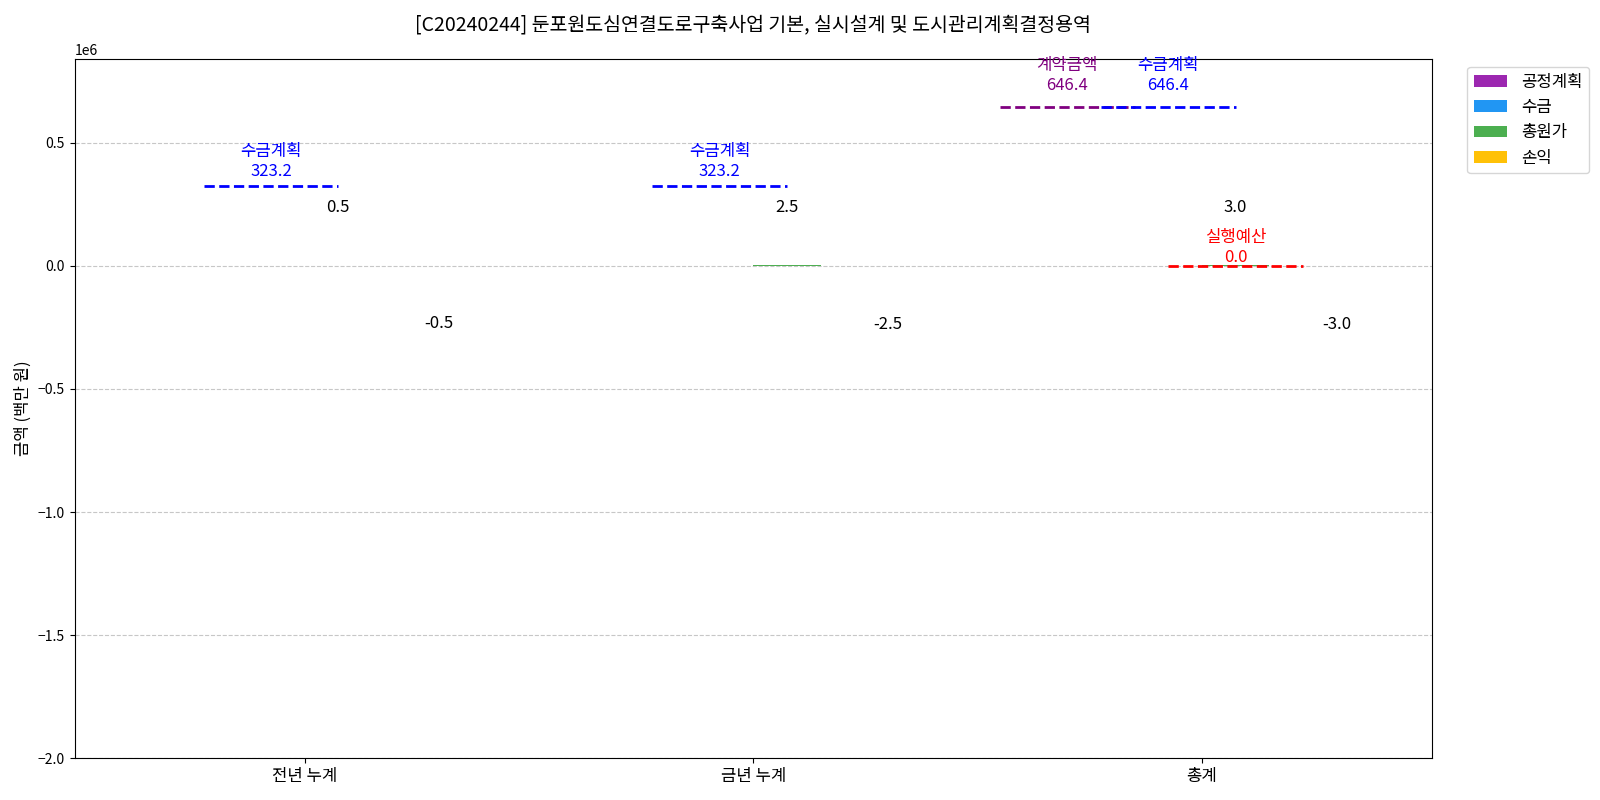 [C20240244] 둔포원도심연결도로구축사업 기본, 실시설계 및 도시관리계획결정용역
1e6
계약금액
646.4
수금계획
646.4
공정계획
수금
총원가
손익
0.5
수금계획
323.2
수금계획
323.2
0.5
2.5
3.0
실행예산
0.0
0.0
-0.5
-2.5
-3.0
−0.5
금액 (백만 원)
−1.0
−1.5
−2.0
전년 누계
금년 누계
총계